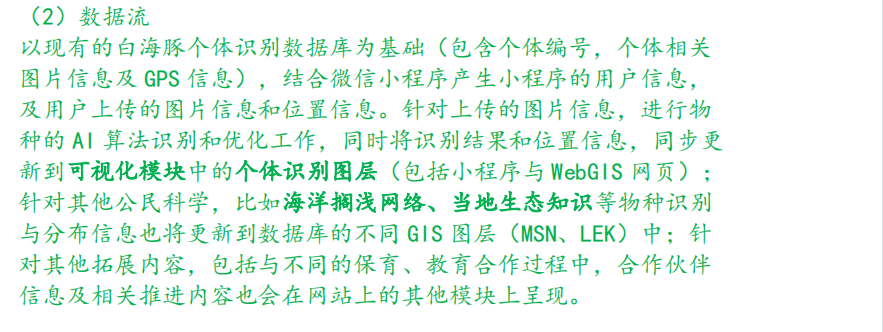 （2）数据流
以现有的白海豚个体识别数据库为基础（包含个体编号，个体相关
图片信息及 GPS 信息），结合微信小程序产生小程序的用户信息，
及用户上传的图片信息和位置信息。针对上传的图片信息，进行物
种的 AI 算法识别和优化工作，同时将识别结果和位置信息，同步更
新到可视化模块中的个体识别图层（包括小程序与 WebGIS 网页）；
针对其他公民科学，比如海洋搁浅网络、当地生态知识等物种识别
与分布信息也将更新到数据库的不同 GIS 图层（MSN、LEK）中；针
对其他拓展内容，包括与不同的保育、教育合作过程中，合作伙伴
信息及相关推进内容也会在网站上的其他模块上呈现。